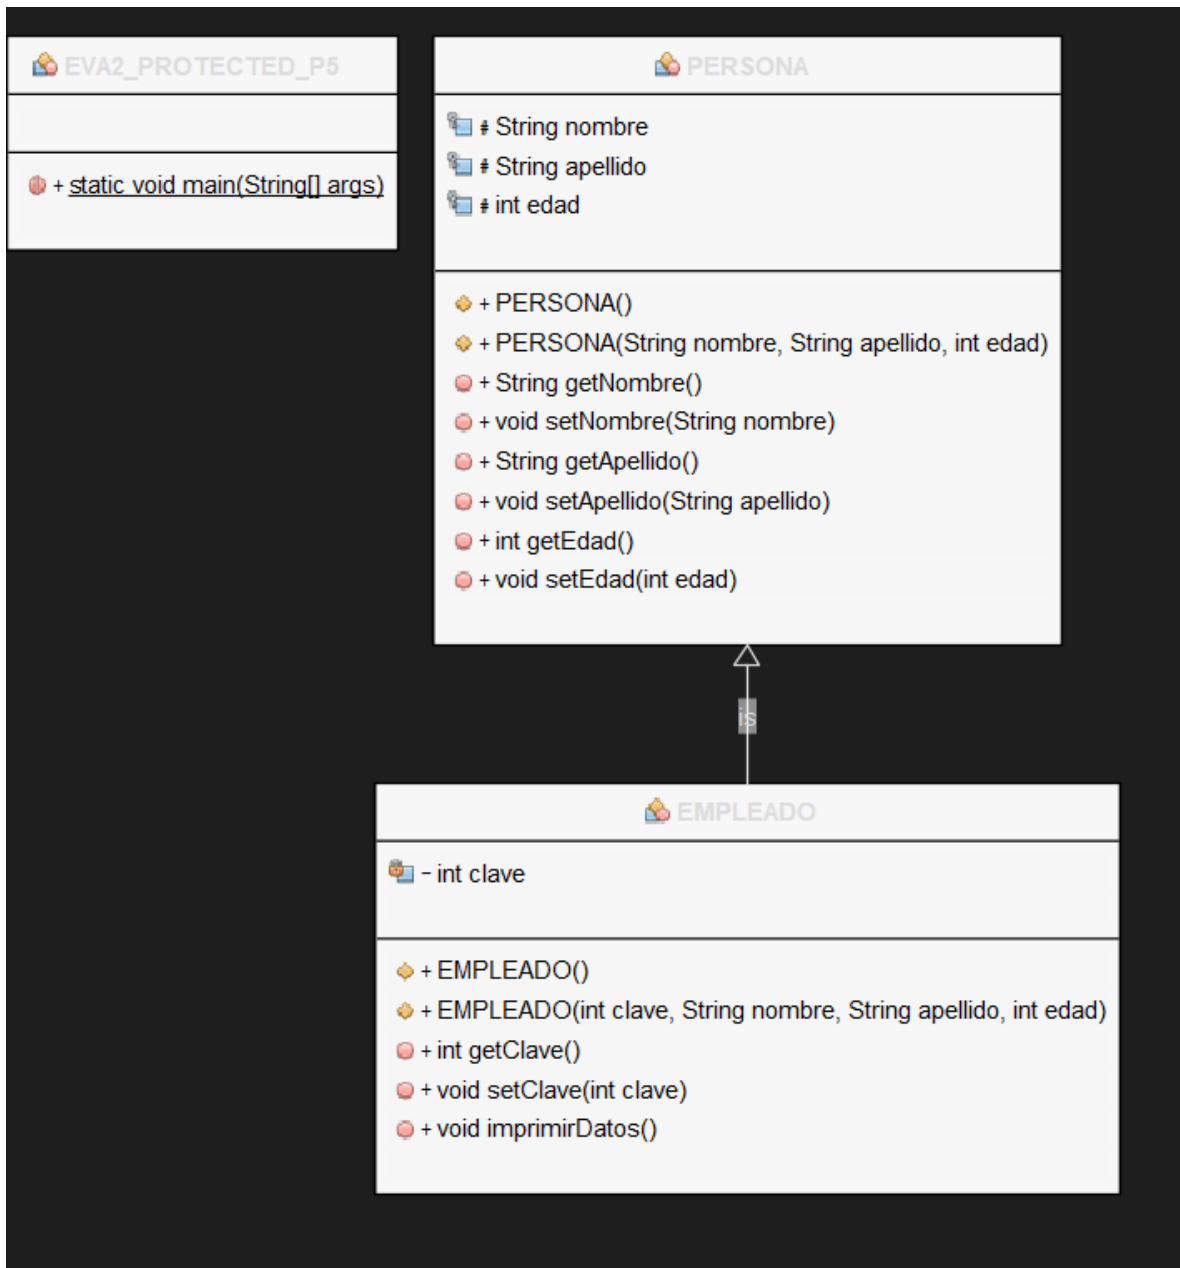 EVA2_PROTECTED_P5
+ static void main(String[] args)
PERSONA
# String nombre
# String apellido
# int edad
+ PERSONA()
+ PERSONA(String nombre, String apellido, int edad)
+ String getNombre()
+ void setNombre(String nombre)
+ String getApellido()
+ void setApellido(String apellido)
+ int getEdad()
+ void setEdad(int edad)
is
EMPLEADO
- int clave
+ EMPLEADO()
+ EMPLEADO(int clave, String nombre, String apellido, int edad)
+ int getClave()
+ void setClave(int clave)
+ void imprimirDatos()